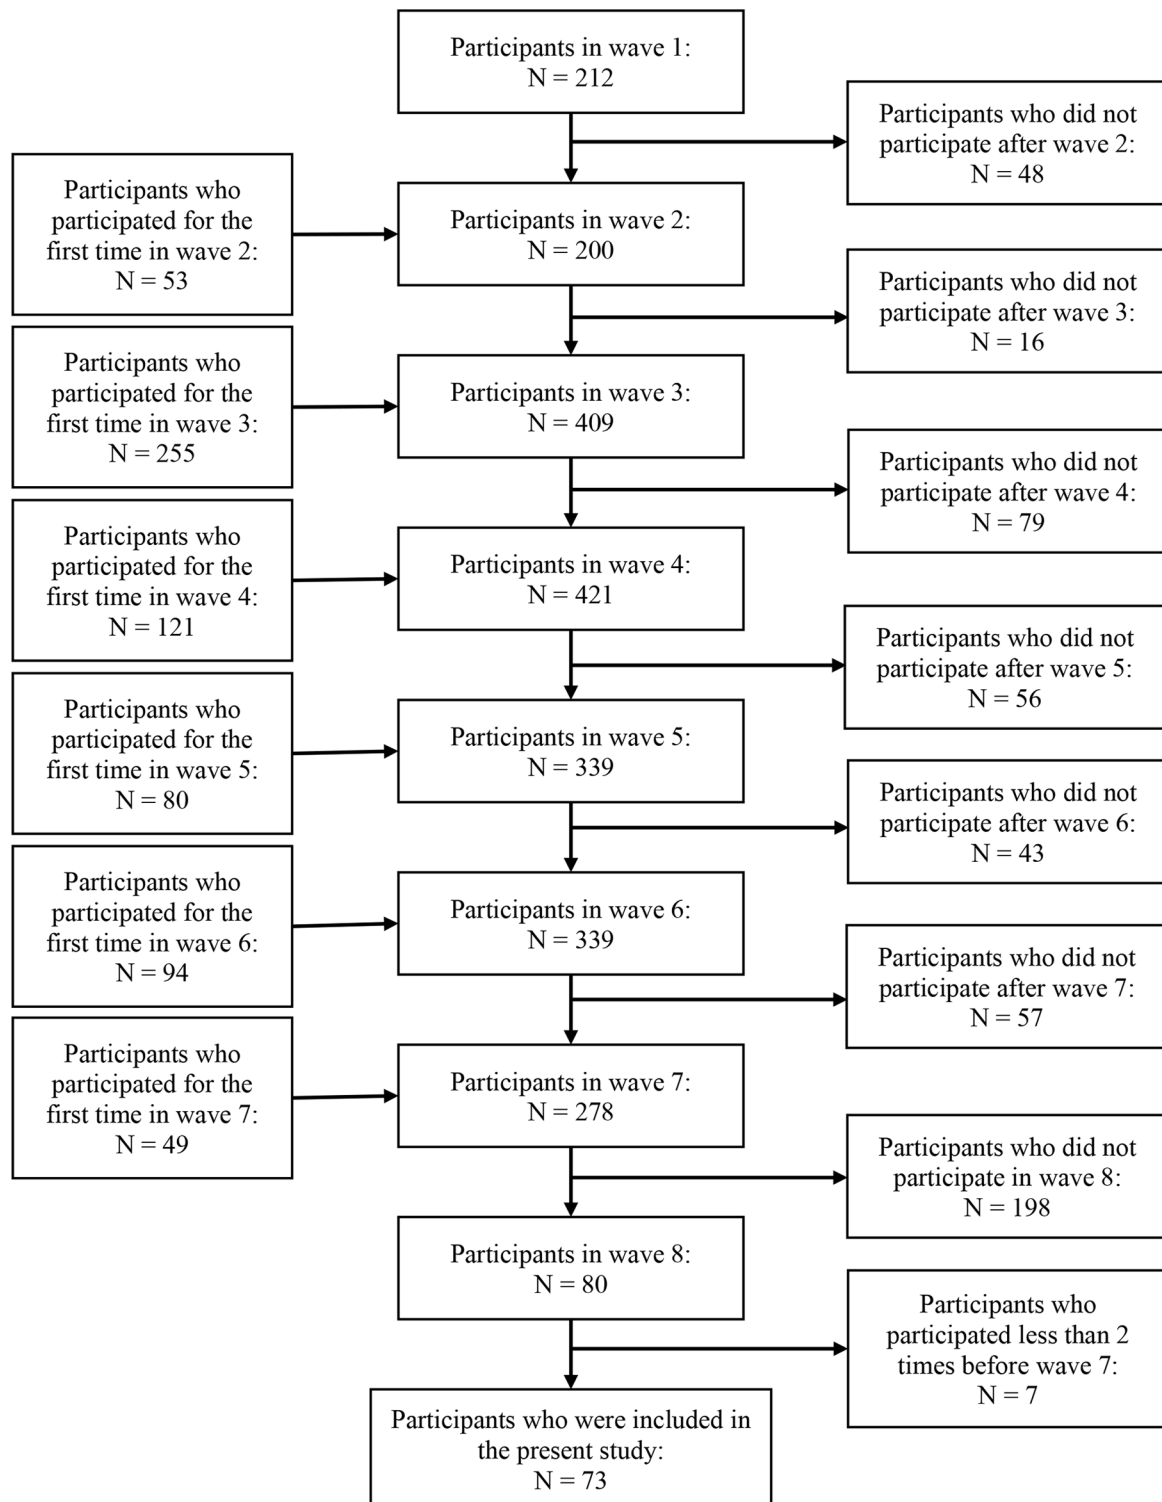 Participants in wave 1:
N = 212
Participants who did not
participate after wave 2:
N = 48
Participants who
participated for the
first time in wave 2:
N = 53
Participants in wave 2:
N = 200
Participants who did not
participate after wave 3:
N = 16
Participants who
participated for the
first time in wave 3:
N = 255
Participants in wave 3:
N = 409
Participants who did not
participate after wave 4:
N = 79
Participants who
participated for the
first time in wave 4:
N = 121
Participants in wave 4:
N = 421
Participants who did not
participate after wave 5:
N = 56
Participants who
participated for the
first time in wave 5:
N = 80
Participants in wave 5:
N = 339
Participants who did not
participate after wave 6:
N = 43
Participants who
participated for the
first time in wave 6:
N = 94
Participants in wave 6:
N = 339
Participants who did not
participate after wave 7:
N = 57
Participants who
participated for the
first time in wave 7:
N = 49
Participants in wave 7:
N = 278
Participants who did not
participate in wave 8:
N = 198
Participants in wave 8:
N = 80
Participants who
participated less than 2
times before wave 7:
N = 7
Participants who were included in
the present study:
N = 73